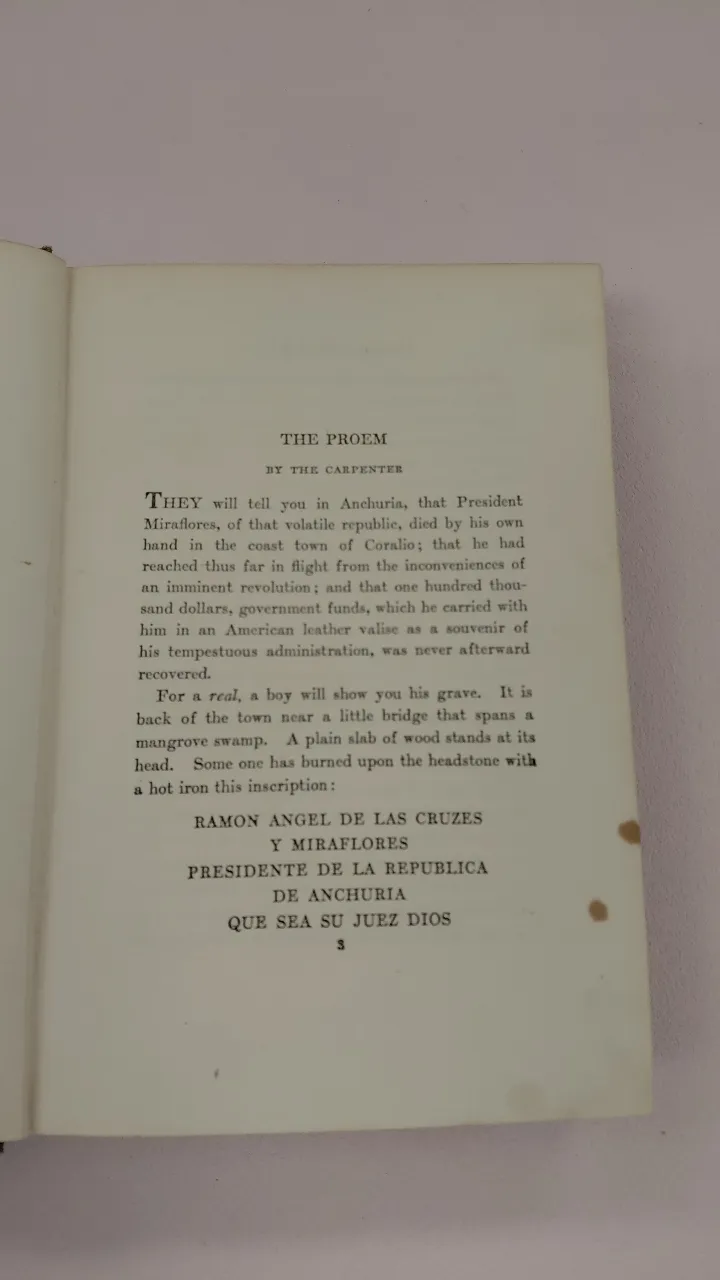 THE PROEM
BY THE CARPENTER
THEY will tell you in Anchuria, that President
Miraflores, of that volatile republic, died by his own
hand in the coast town of Coralio; that he had
reached thus far in flight from the inconveniences of
an imminent revolution; and that one hundred thou-
sand dollars, government funds, which he carried with
him in an American leather valise as a souvenir of
his tempestuous administration, was never afterward
recovered.
For a real, a boy will show you his grave. It is
back of the town near a little bridge that spans a
mangrove swamp. A plain slab of wood stands at its
head. Some one has burned upon the headstone with
a hot iron this inscription:
RAMON ANGEL DE LAS CRUZES
Y MIRAFLORES
PRESIDENTE DE LA REPUBLICA
DE ANCHURIA
QUE SEA SU JUEZ DIOS
3